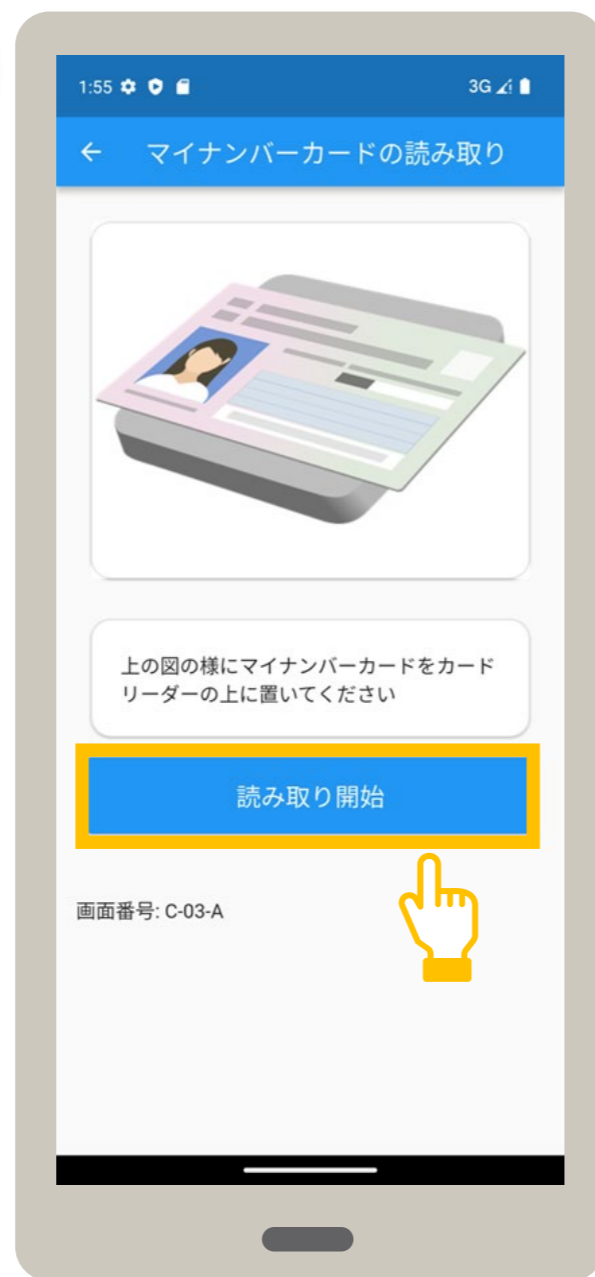 1:55 3G
マイナンバーカードの読み取り
上の図の様にマイナンバーカードをカード
リーダーの上に置いてください
読み取り開始
画面番号: C-03-A